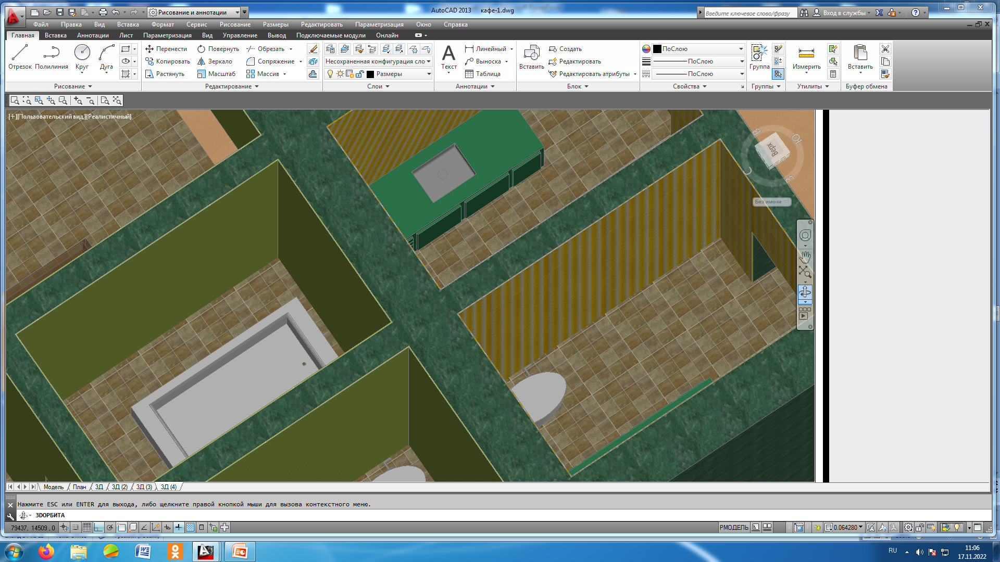 Рисование и аннотации
AutoCAD 2013 кафе-1.dwg
Введите ключевое слово/фразу
Вход в службы
Файл Правка Вид Вставка Формат Сервис Рисование Размеры Редактировать Параметризация Окно Справка
Главная Вставка Аннотации Лист Параметризация Вид Управление Вывод Подключаемые модули Онлайн
Отрезок Полилиния Круг Дуга
Рисование
Перенести Повернуть Обрезать
Копировать Зеркало Сопряжение
Растянуть Масштаб Массив
Редактирование
Несохраненная конфигурация сло
Размеры
Слои
Текст
Линейный
Выноска
Таблица
Аннотации
Вставить
Создать
Редактировать
Редактировать атрибуты
Блок
ПоСлою
ПоСлою
ПоСлою
Свойства
Группа
Группы
Измерить
Утилиты
Вставить
Буфер обмена
[+][Пользовательский вид][Реалистичный]
В
Ю
Верх
С
З
Без имени
Модель План 3Д 3Д (2) 3Д (3) 3Д (4)
Нажмите ESC или ENTER для выхода, либо щелкните правой кнопкой мыши для вызова контекстного меню.
3DОРБИТА
79437, 14509, 0
РМОДЕЛЬ
0.064280
RU
11:06
17.11.2022